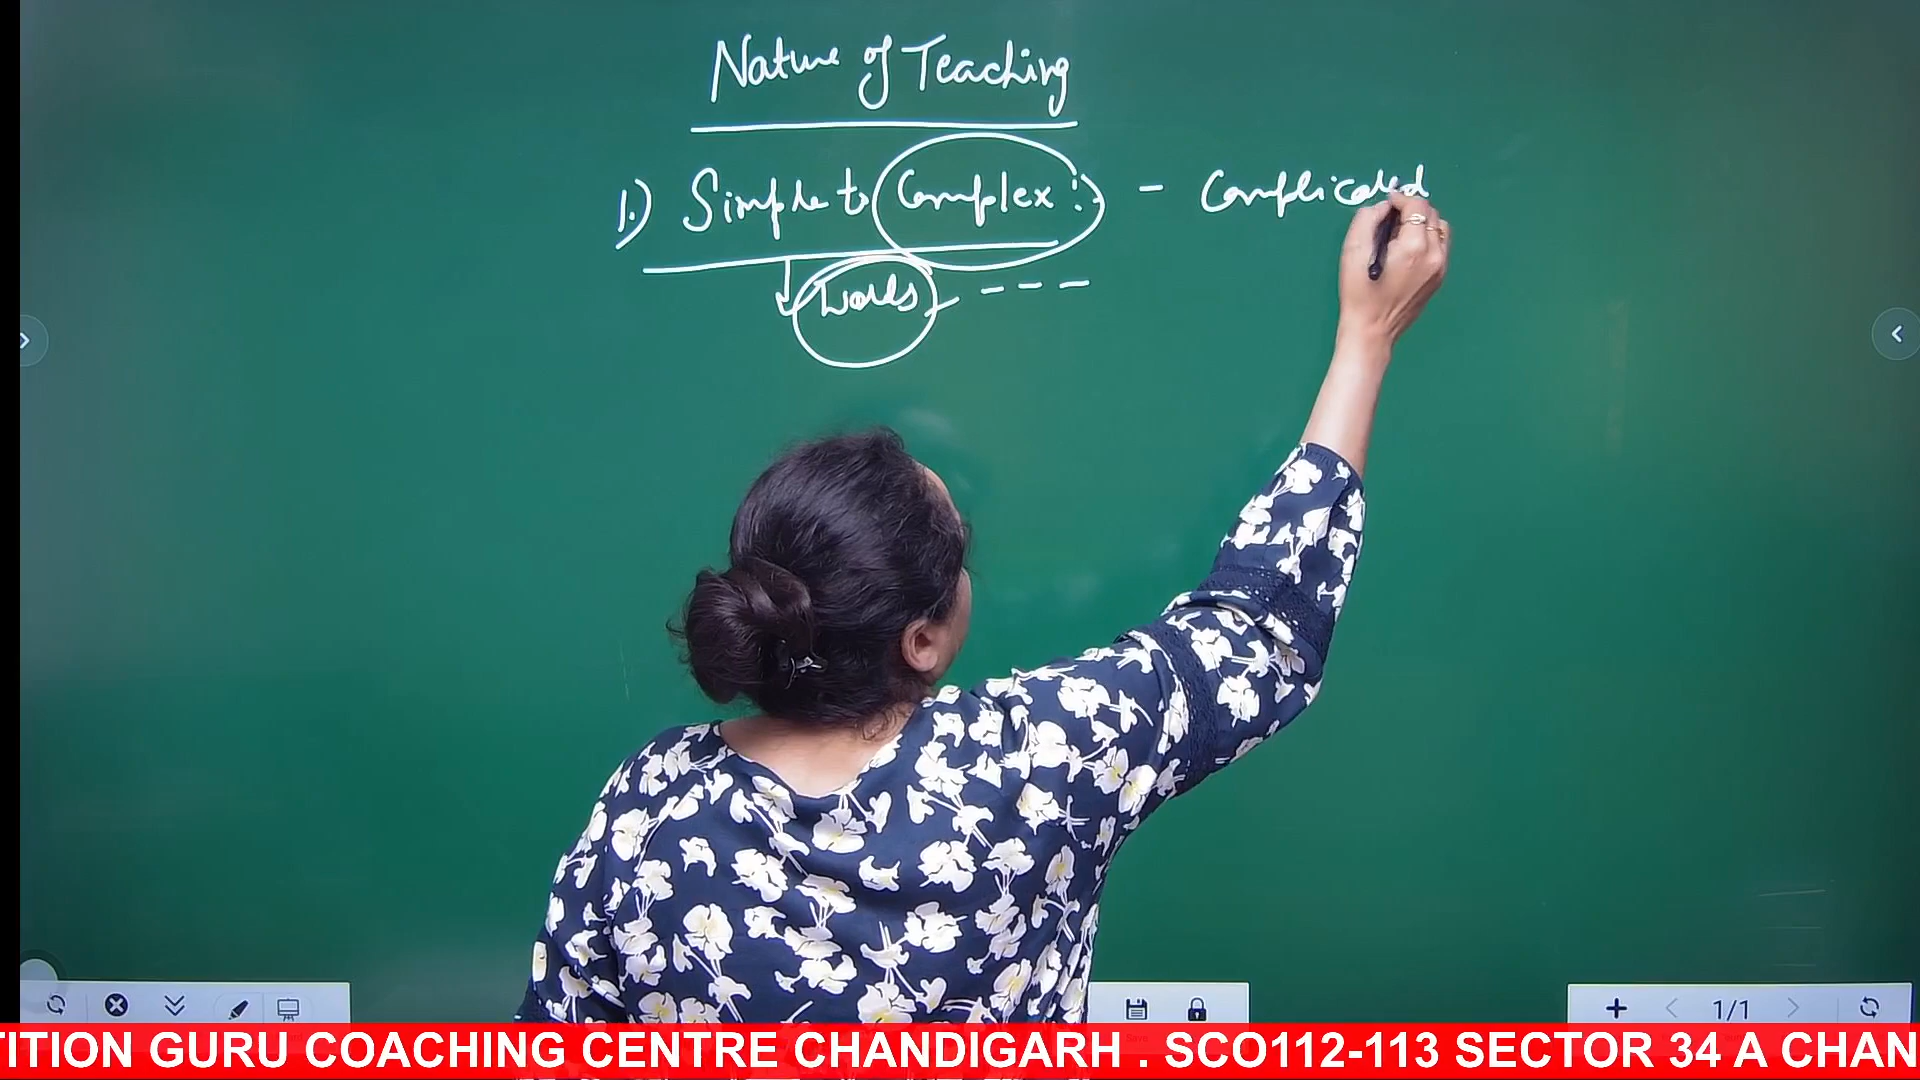 Nature of Teaching
1.) Simple to Complex :- - Complicated
words - - - -
1/1
TITION GURU COACHING CENTRE CHANDIGARH . SCO112-113 SECTOR 34 A CHAN